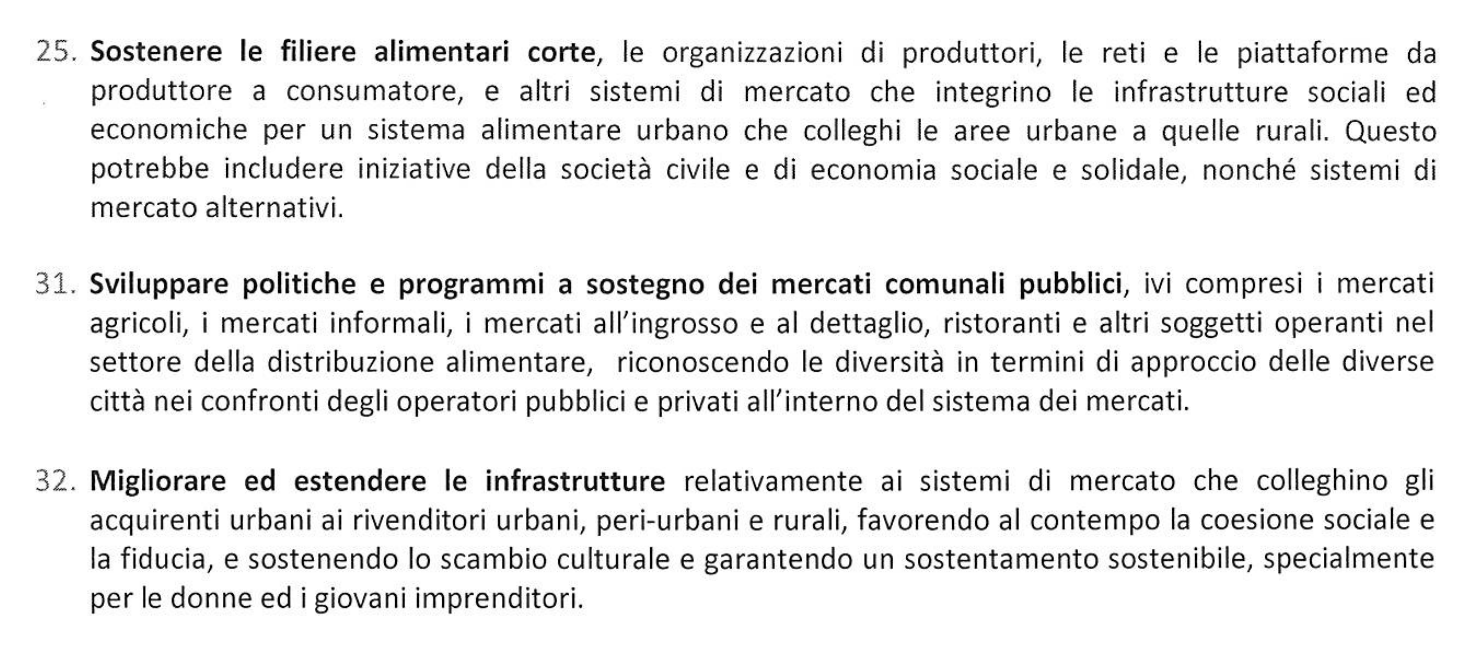 25. Sostenere le filiere alimentari corte, le organizzazioni di produttori, le reti e le piattaforme da
produttore a consumatore, e altri sistemi di mercato che integrino le infrastrutture sociali ed
economiche per un sistema alimentare urbano che colleghi le aree urbane a quelle rurali. Questo
potrebbe includere iniziative della società civile e di economia sociale e solidale, nonché sistemi di
mercato alternativi.
31. Sviluppare politiche e programmi a sostegno dei mercati comunali pubblici, ivi compresi i mercati
agricoli, i mercati informali, i mercati all'ingrosso e al dettaglio, ristoranti e altri soggetti operanti nel
settore della distribuzione alimentare, riconoscendo le diversità in termini di approccio delle diverse
città nei confronti degli operatori pubblici e privati all'interno del sistema dei mercati.
32. Migliorare ed estendere le infrastrutture relativamente ai sistemi di mercato che colleghino gli
acquirenti urbani ai rivenditori urbani, peri-urbani e rurali, favorendo al contempo la coesione sociale e
la fiducia, e sostenendo lo scambio culturale e garantendo un sostentamento sostenibile, specialmente
per le donne ed i giovani imprenditori.